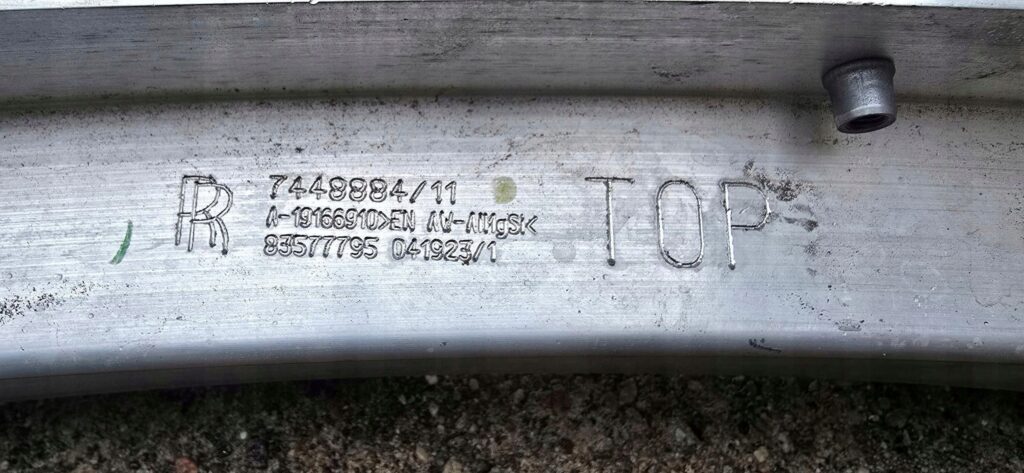 RR
7448884/11
A-19166910>EN AW-AlMgSi<
83577795 041923/1
TOP